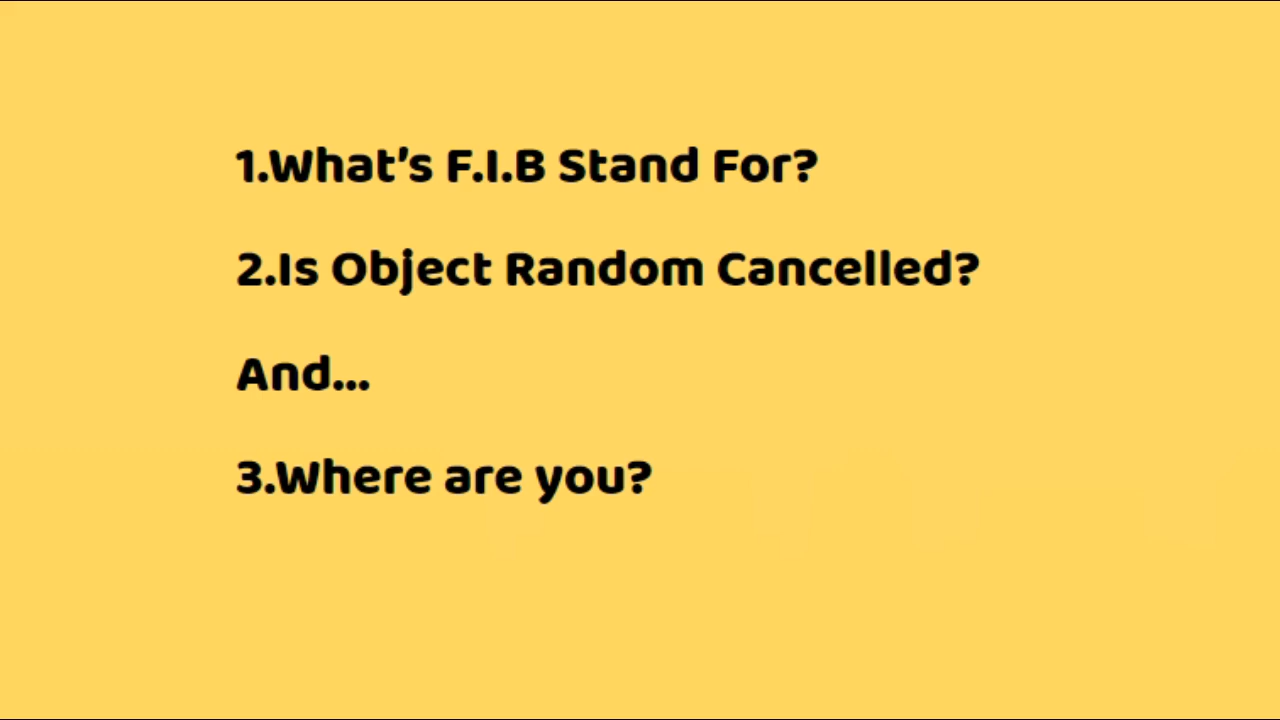 1.What's F.I.B Stand For?
2.Is Object Random Cancelled?
And...
3.Where are you?